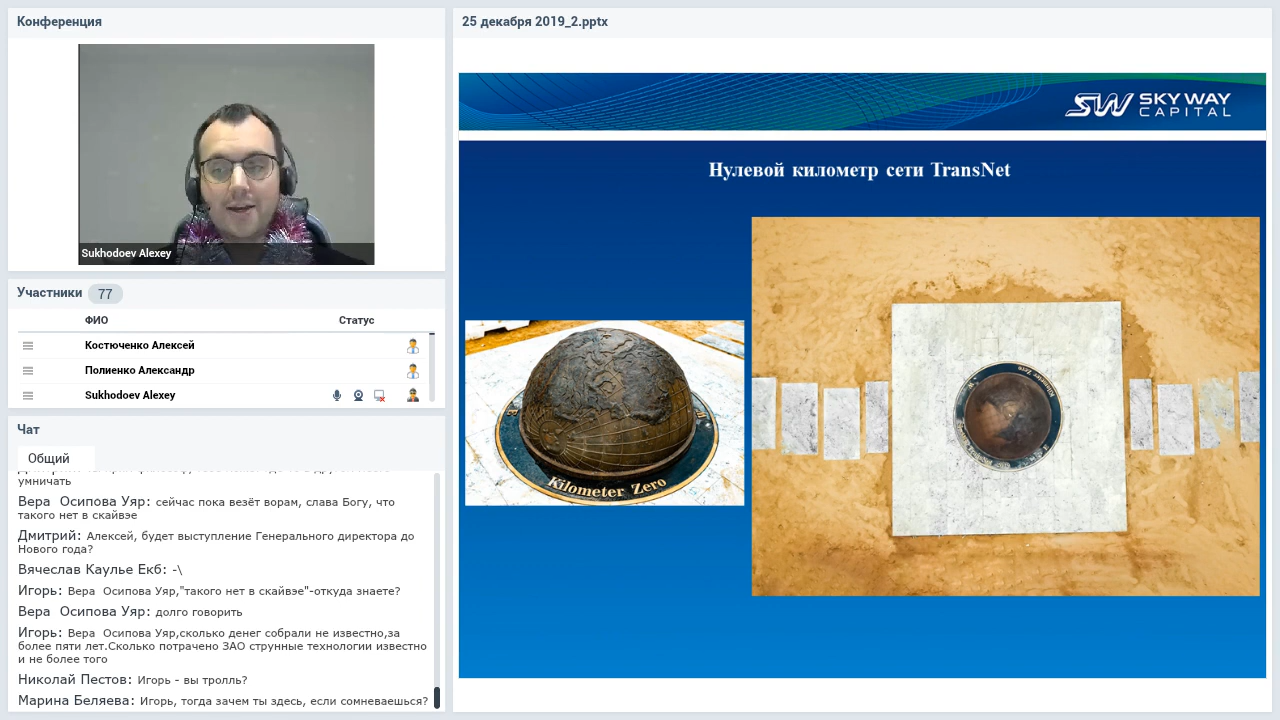 Конференция
Sukhodoev Alexey
Участники 77
ФИО Статус
Костюченко Алексей
Полиенко Александр
Sukhodoev Alexey
Чат
Общий
умничать
Вера Осипова Уяр: сейчас пока везёт ворам, слава Богу, что
такого нет в скайвэе
Дмитрий: Алексей, будет выступление Генерального директора до
Нового года?
Вячеслав Каулье Екб: -\
Игорь: Вера Осипова Уяр,"такого нет в скайвэе"-откуда знаете?
Вера Осипова Уяр: долго говорить
Игорь: Вера Осипова Уяр,сколько денег собрали не известно,за
более пяти лет.Сколько потрачено ЗАО струнные технологии известно
и не более того
Николай Пестов: Игорь - вы тролль?
Марина Беляева: Игорь, тогда зачем ты здесь, если сомневаешься?
25 декабря 2019_2.pptx
SW SKY WAY
CAPITAL
Нулевой километр сети TransNet
Kilometer Zero
Kilometer Zero